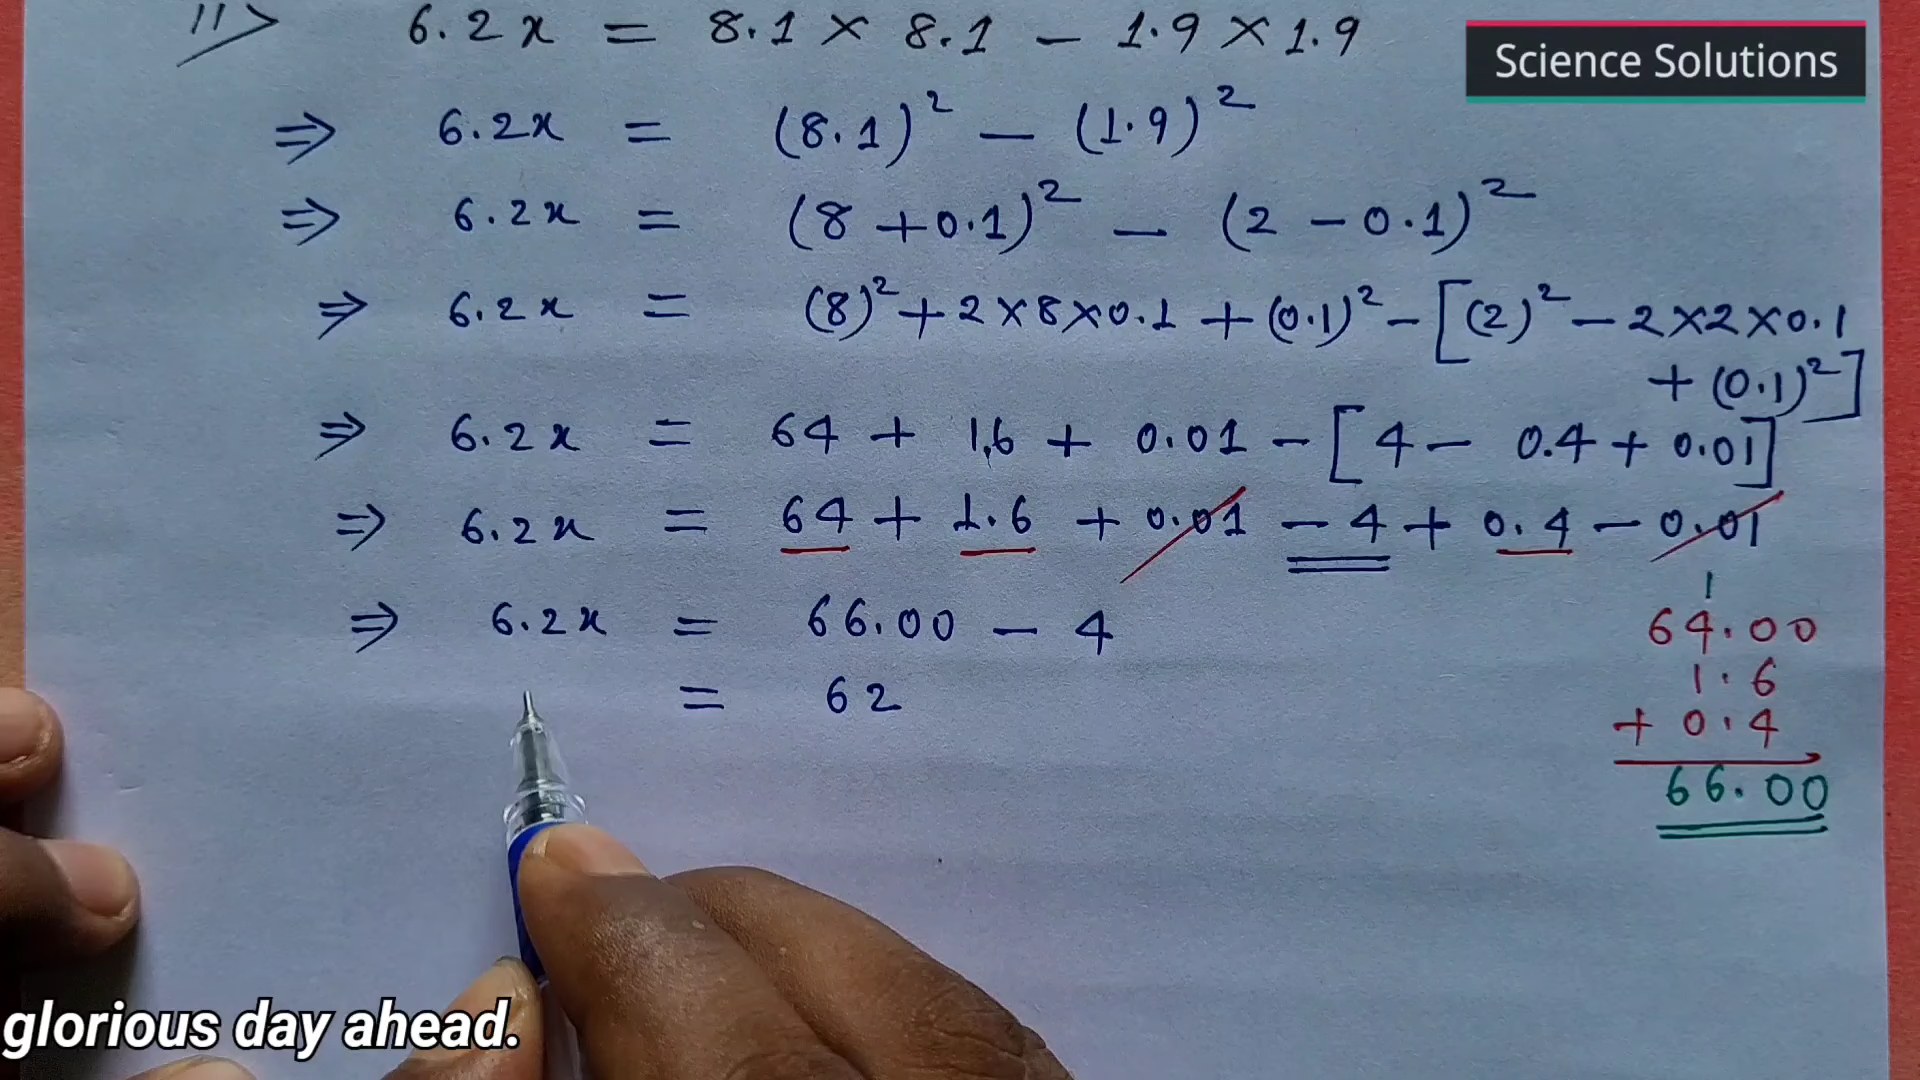 11> 6.2x = 8.1 × 8.1 − 1.9 × 1.9
Science Solutions
⇒ 6.2x = (8.1)² − (1.9)²
⇒ 6.2x = (8 + 0.1)² − (2 − 0.1)²
⇒ 6.2x = (8)² + 2×8×0.1 + (0.1)² − [(2)² − 2×2×0.1
+ (0.1)²]
⇒ 6.2x = 64 + 1.6 + 0.01 − [4 − 0.4 + 0.01]
⇒ 6.2x = 64 + 1.6 + 0.01 − 4 + 0.4 − 0.01
⇒ 6.2x = 66.00 − 4
= 62
1
64.00
1.6
+ 0.4
66.00
glorious day ahead.